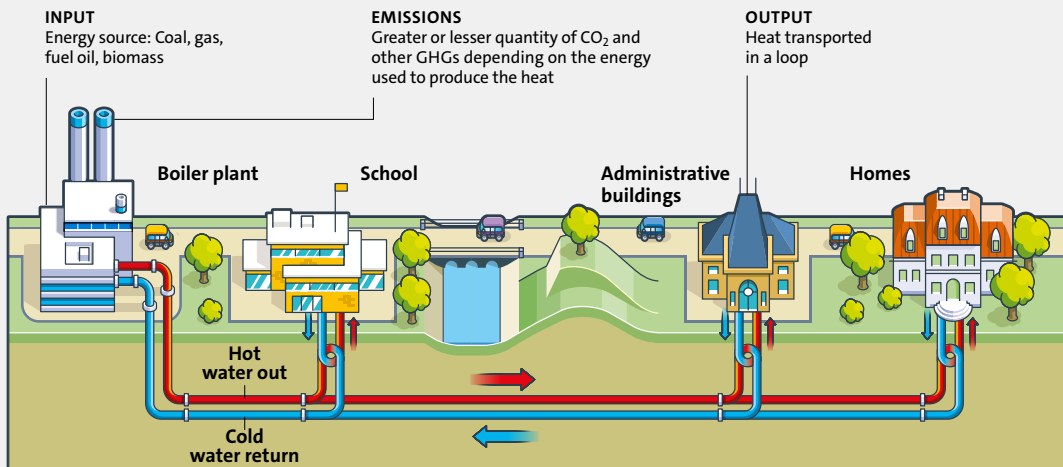 INPUT
Energy source: Coal, gas,
fuel oil, biomass
EMISSIONS
Greater or lesser quantity of CO₂ and
other GHGs depending on the energy
used to produce the heat
OUTPUT
Heat transported
in a loop
Boiler plant
School
Administrative
buildings
Homes
Hot
water out
Cold
water return